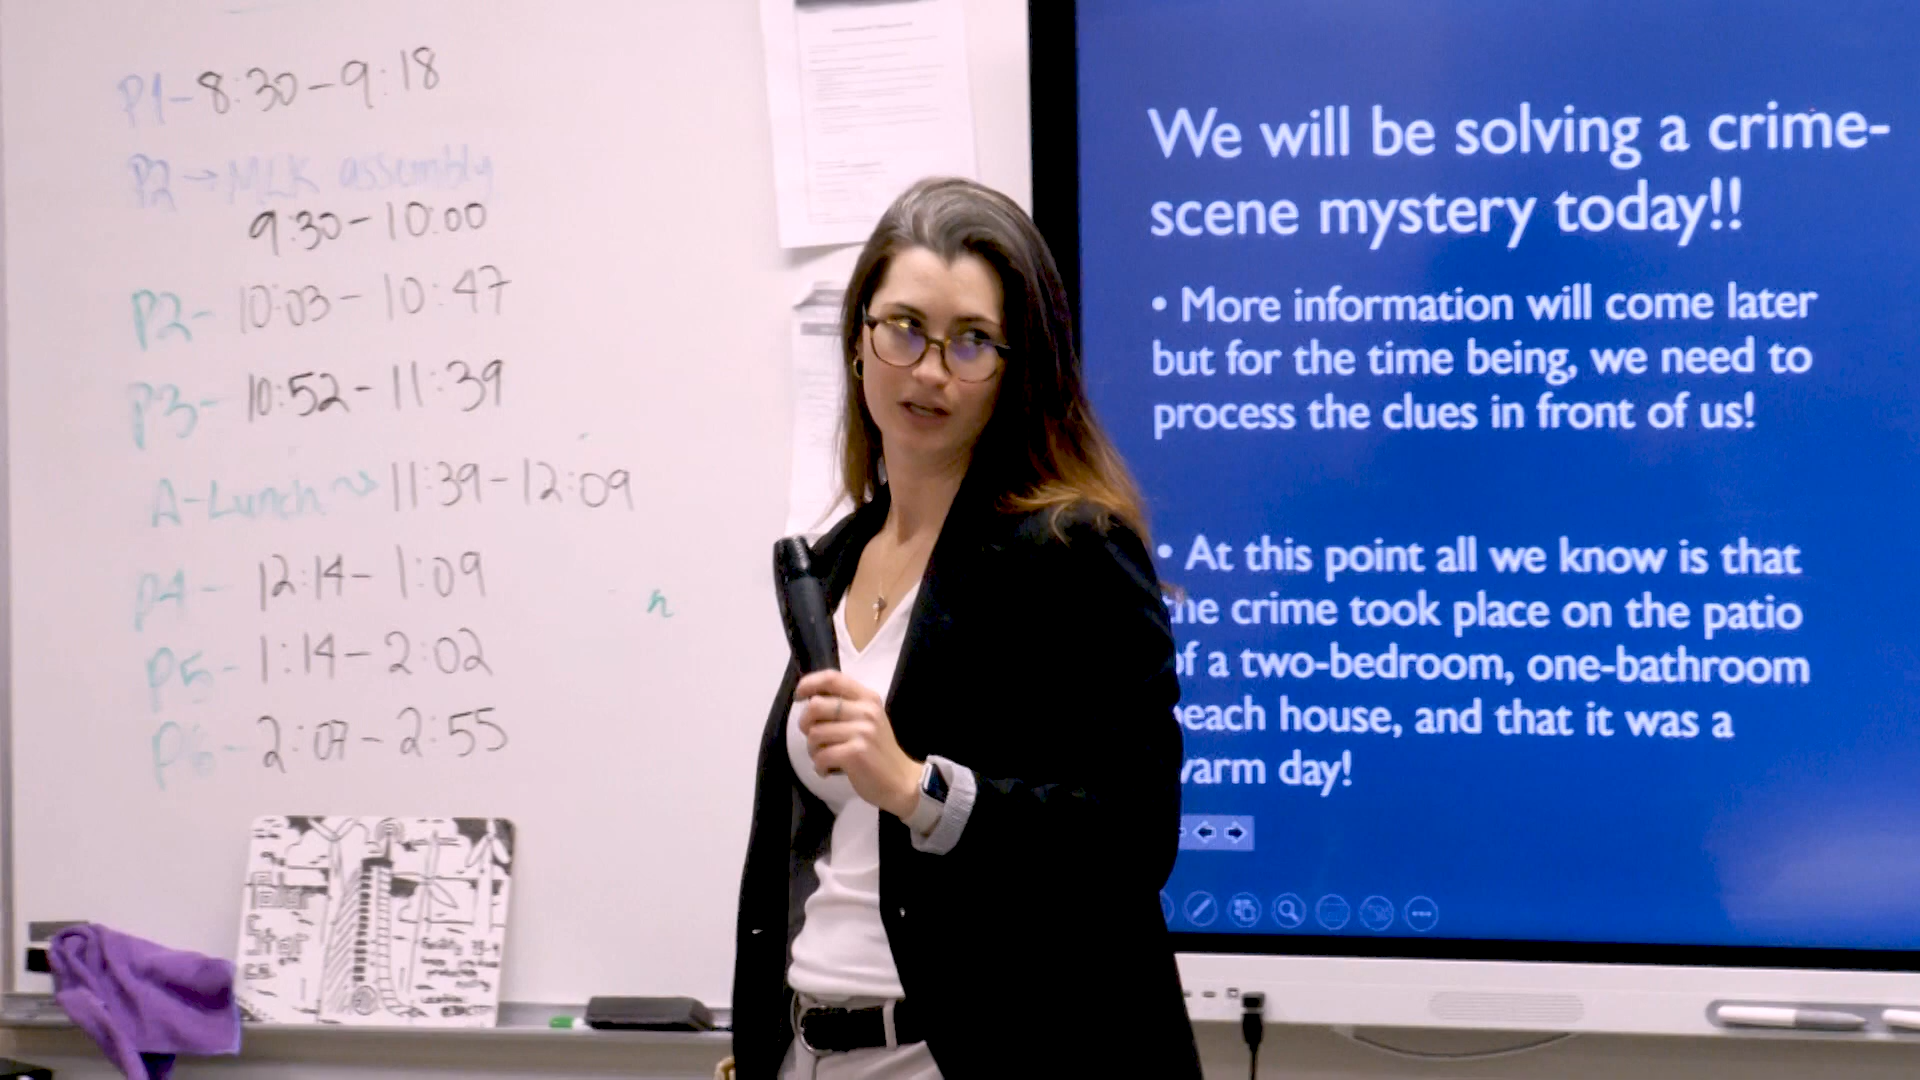 P1-8:30-9:18
P2→MLK assembly
9:30-10:00
P2-10:03-10:47
P3-10:52-11:39
A-Lunch 11:39-12:09
P4-12:14-1:09
P5-1:14-2:02
P6-2:07-2:55
n
We will be solving a crime-
scene mystery today!!
• More information will come later
but for the time being, we need to
process the clues in front of us!
• At this point all we know is that
the crime took place on the patio
of a two-bedroom, one-bathroom
beach house, and that it was a
warm day!